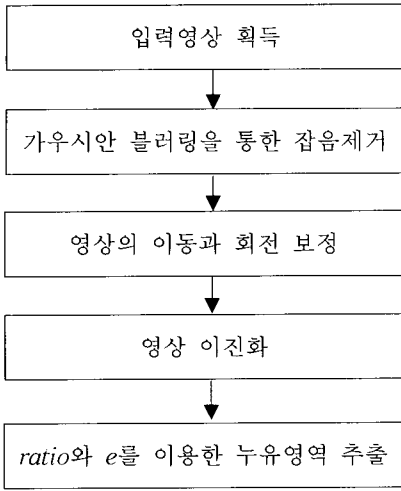 입력영상 획득
가우시안 블러링을 통한 잡음제거
영상의 이동과 회전 보정
영상 이진화
ratio와 e를 이용한 누유영역 추출